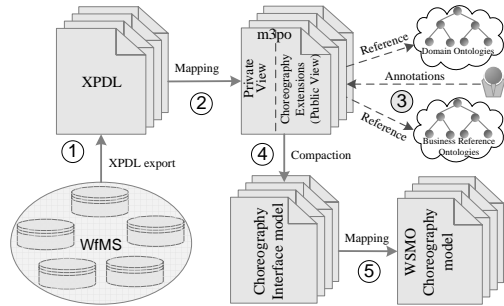 m3po
XPDL
Mapping
2
Private
View
Choreography
Extensions
(Public View)
Reference
Domain Ontologies
Annotations
3
Reference
Business Reference
Ontologies
1
XPDL export
4
Compaction
WfMS
Choreography
Interface model
Mapping
5
WSMO
Choreography
model